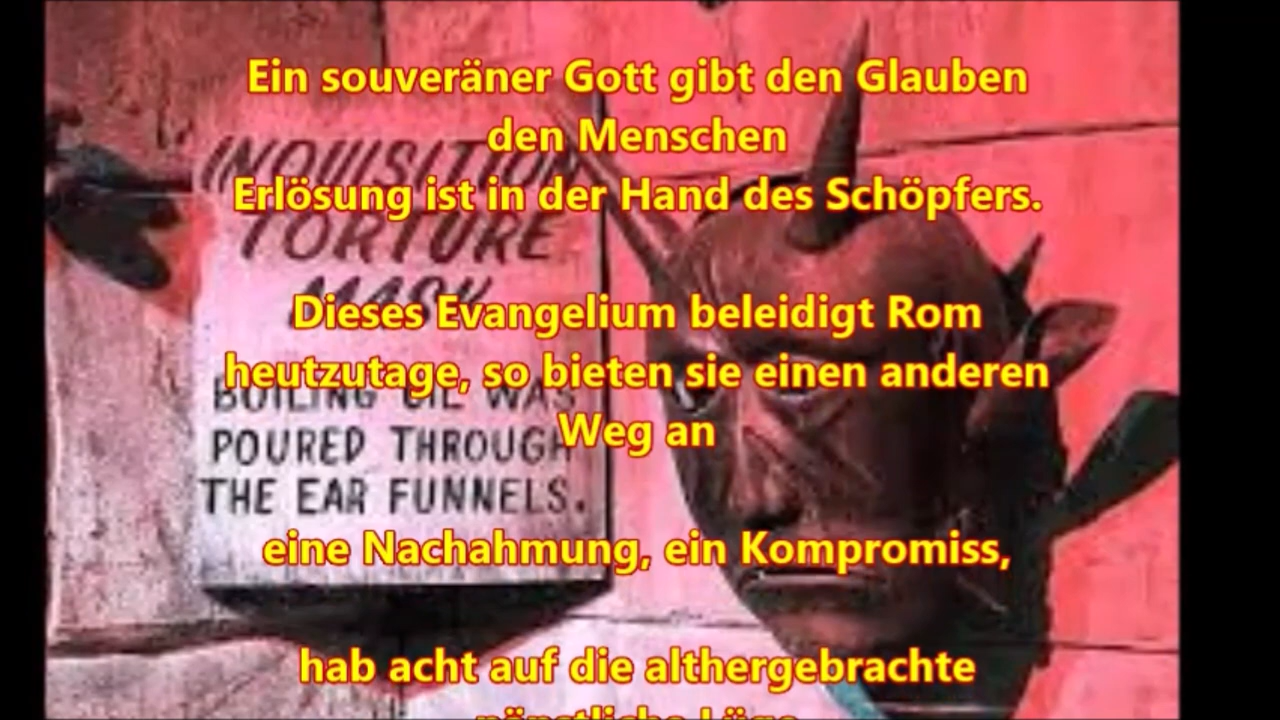 Ein souveräner Gott gibt den Glauben
den Menschen
Erlösung ist in der Hand des Schöpfers.
Dieses Evangelium beleidigt Rom
heutzutage, so bieten sie einen anderen
Weg an
eine Nachahmung, ein Kompromiss,
hab acht auf die althergebrachte
päpstliche Lüge
INQUISITION
TORTURE
MASK
BOILING OIL WAS
POURED THROUGH
THE EAR FUNNELS.